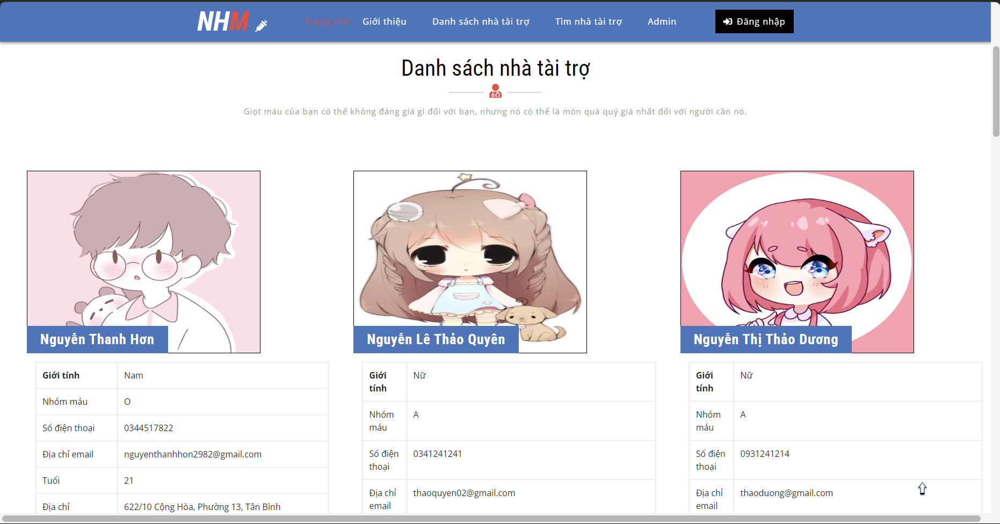 NHM
Trang chủ Giới thiệu Danh sách nhà tài trợ Tìm nhà tài trợ Admin Đăng nhập
Danh sách nhà tài trợ
Giọt máu của bạn có thể không đáng giá gì đối với bạn, nhưng nó có thể là món quà quý giá nhất đối với người cần nó.
Nguyễn Thanh Hơn
Giới tính Nam
Nhóm máu O
Số điện thoại 0344517822
Địa chỉ email nguyenthanhhon2982@gmail.com
Tuổi 21
Địa chỉ 622/10 Cộng Hòa, Phường 13, Tân Bình
Nguyễn Lê Thảo Quyên
Giới Nữ
tính
Nhóm A
máu
Số điện 0341241241
thoại
Địa chỉ thaoquyen02@gmail.com
email
Nguyễn Thị Thảo Dương
Giới Nữ
tính
Nhóm A
máu
Số điện 0931241214
thoại
Địa chỉ thaoduong@gmail.com
email